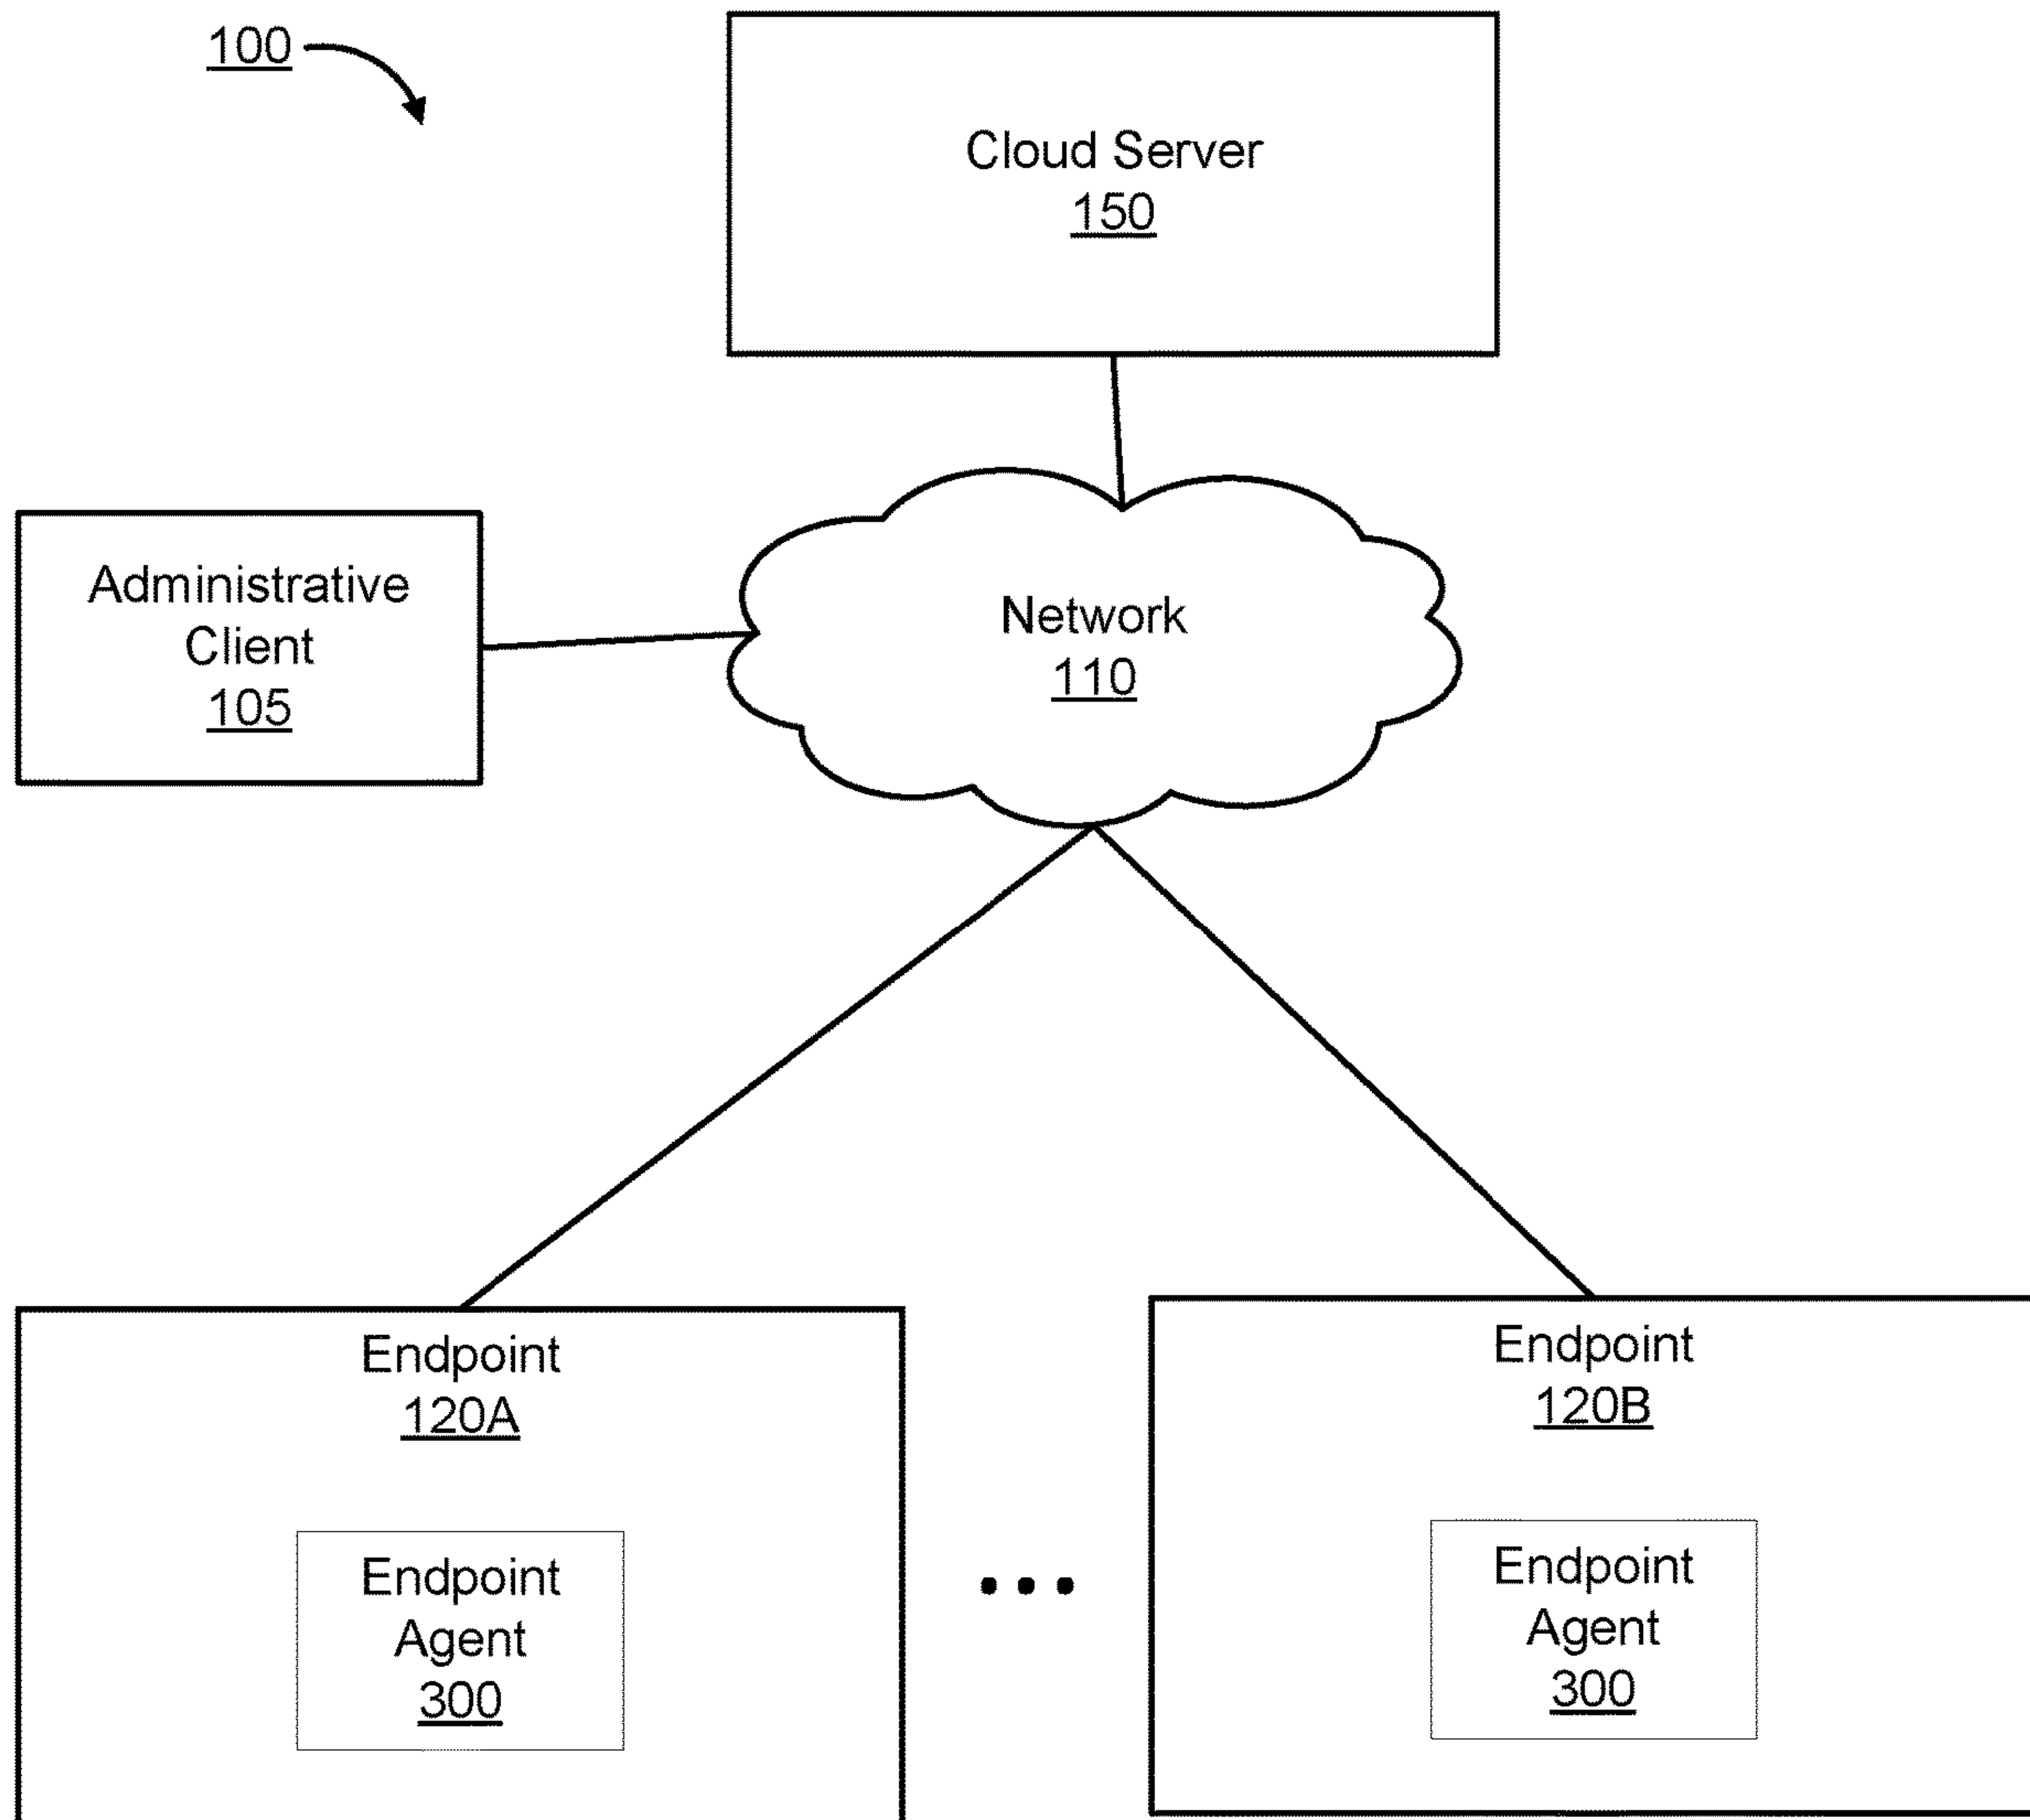 100
Cloud Server
150
Administrative
Client
105
Network
110
Endpoint
120A
Endpoint
Agent
300
Endpoint
120B
Endpoint
Agent
300